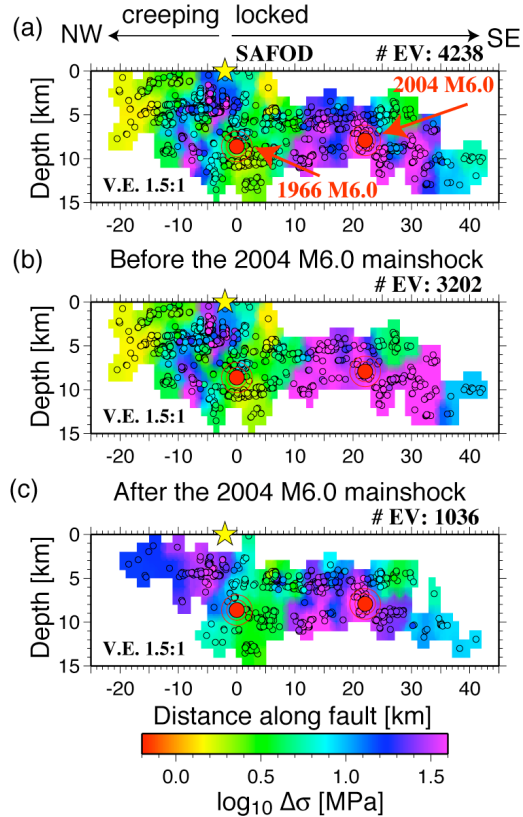 (a)
creeping locked
NW SE
SAFOD # EV: 4238
2004 M6.0
1966 M6.0
V.E. 1.5:1
Depth [km]
0
5
10
15
-20 -10 0 10 20 30 40
(b) Before the 2004 M6.0 mainshock
# EV: 3202
V.E. 1.5:1
Depth [km]
0
5
10
15
-20 -10 0 10 20 30 40
(c) After the 2004 M6.0 mainshock
# EV: 1036
V.E. 1.5:1
Depth [km]
0
5
10
15
-20 -10 0 10 20 30 40
Distance along fault [km]
0.0 0.5 1.0 1.5
log10 Δσ [MPa]